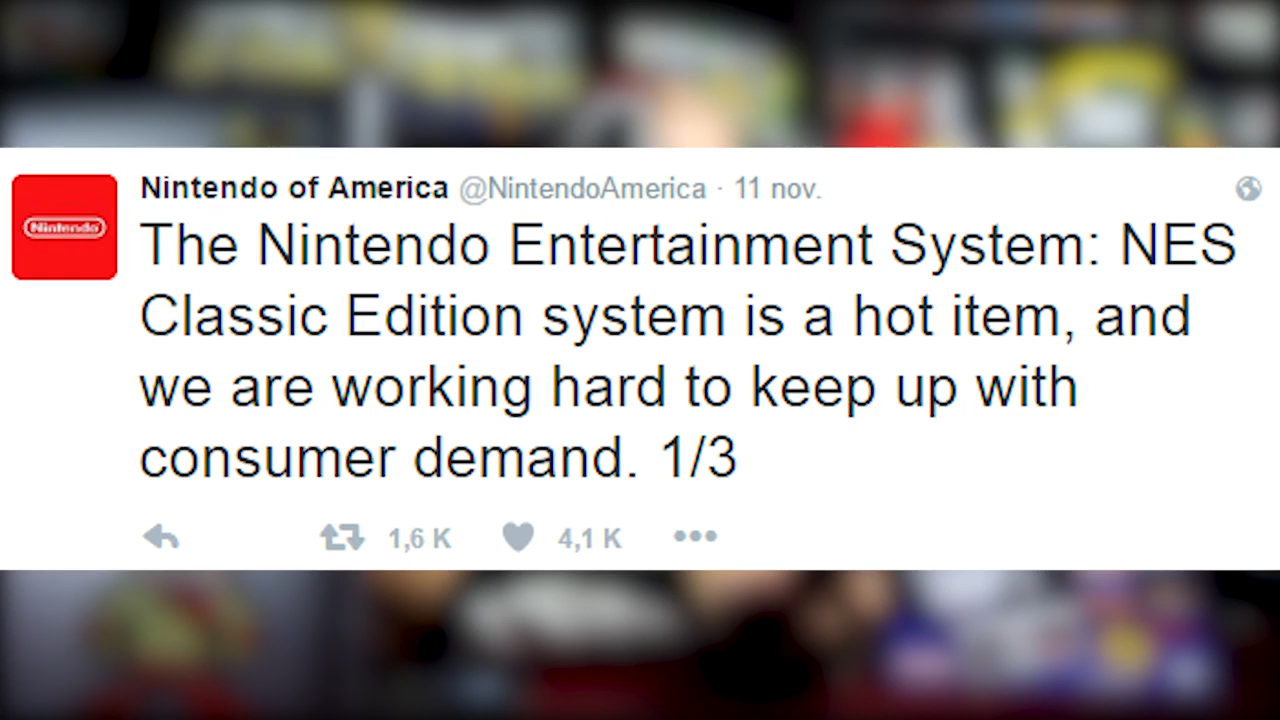 Nintendo of America @NintendoAmerica · 11 nov.
Nintendo
The Nintendo Entertainment System: NES
Classic Edition system is a hot item, and
we are working hard to keep up with
consumer demand. 1/3
1,6 K 4,1 K